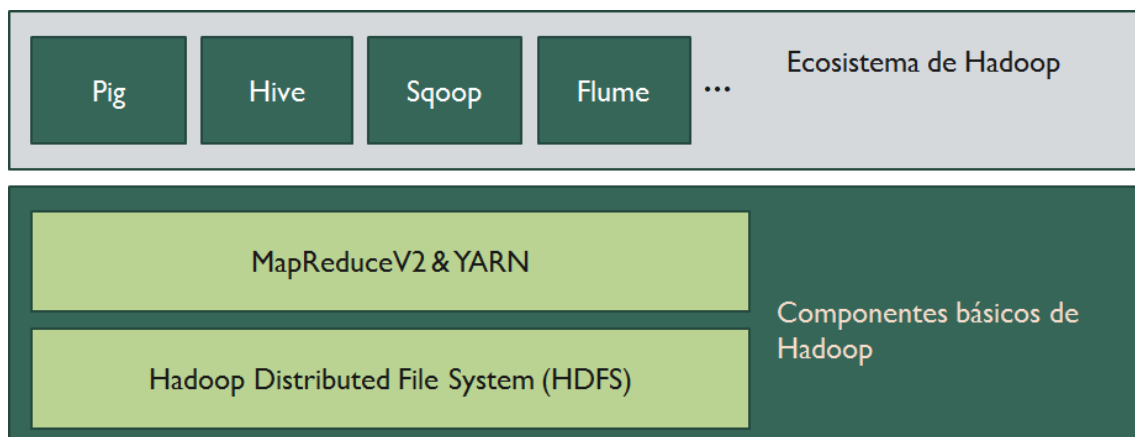 Pig Hive Sqoop Flume ... Ecosistema de Hadoop
MapReduceV2 & YARN
Hadoop Distributed File System (HDFS)
Componentes básicos de
Hadoop